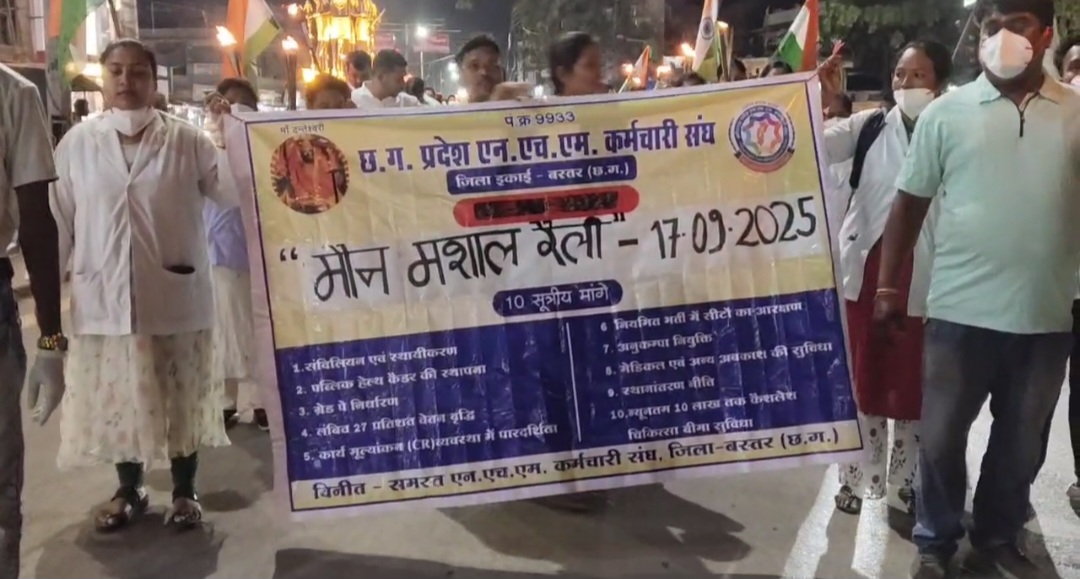 माँ दन्तेश्वरी
पं.क्र 9933
छ.ग. प्रदेश एन.एच.एम. कर्मचारी संघ
जिला इकाई - बस्तर (छ.ग.)
"मौन मशाल रैली" - 17.09.2025
10 सूत्रीय मांगे
1. संविलियन एवं स्थायीकरण
2. पब्लिक हेल्थ कैडर की स्थापना
3. ग्रेड पे निर्धारण
4. लंबित 27 प्रतिशत वेतन वृद्धि
5. कार्य मूल्यांकन (CR)व्यवस्था में पारदर्शिता
6 नियमित भर्ती में सीटों का आरक्षण
7. अनुकम्पा नियुक्ति
8. मेडिकल एवं अन्य अवकाश की सुविधा
9. स्थानांतरण नीति
10.न्यूनतम 10 लाख तक कैशलेश
चिकित्सा बीमा सुविधा
विनीत - समस्त एन.एच.एम. कर्मचारी संघ, जिला-बस्तर (छ.ग.)